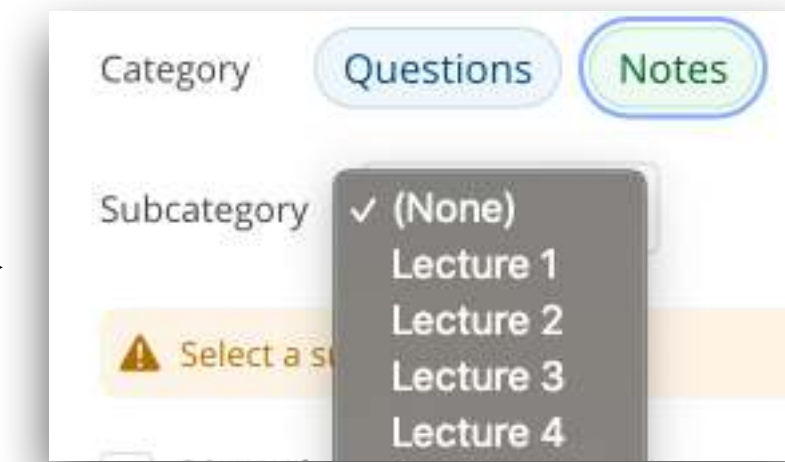 Category Questions Notes
Subcategory ✓ (None)
Lecture 1
Lecture 2
Select a
Lecture 3
Lecture 4